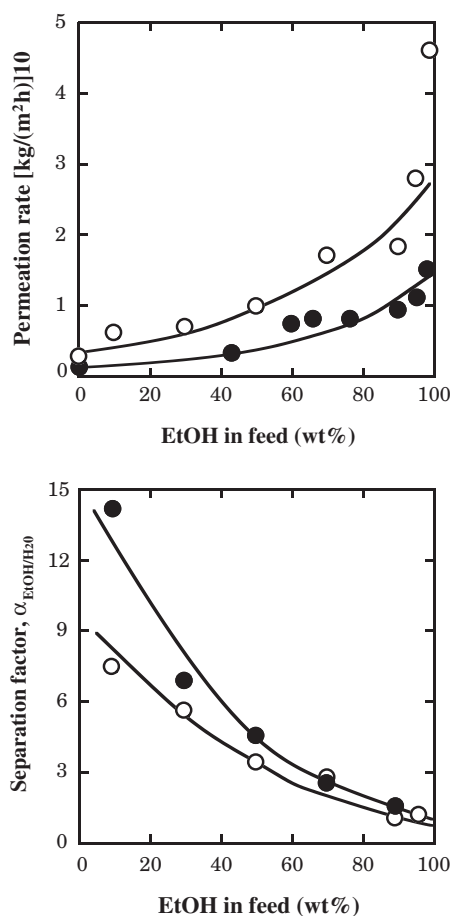 5
4
3
2
1
0
Permeation rate [kg/(m²h)]10
0 20 40 60 80 100
EtOH in feed (wt%)
15
12
9
6
3
0
Separation factor, α_EtOH/H20
0 20 40 60 80 100
EtOH in feed (wt%)